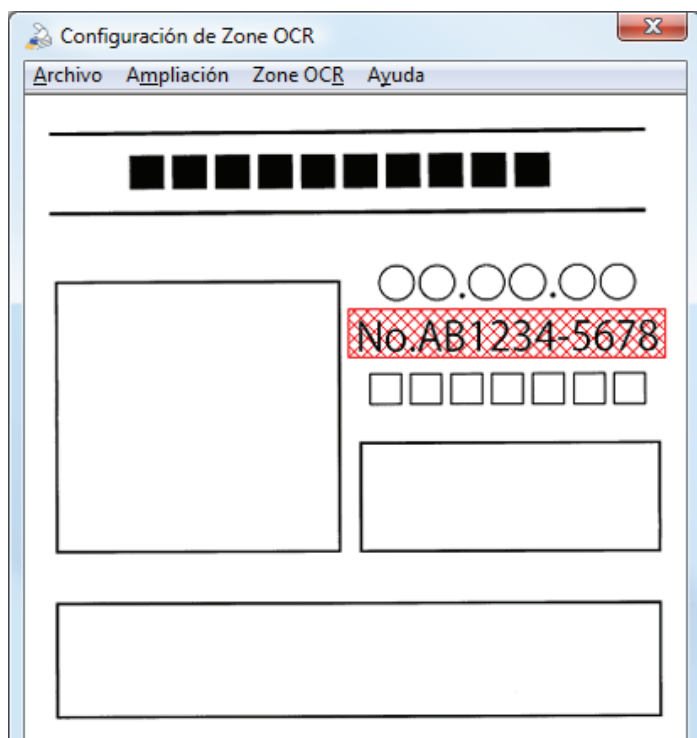 Configuración de Zone OCR
Archivo Ampliación Zone OCR Ayuda
No.AB1234-5678